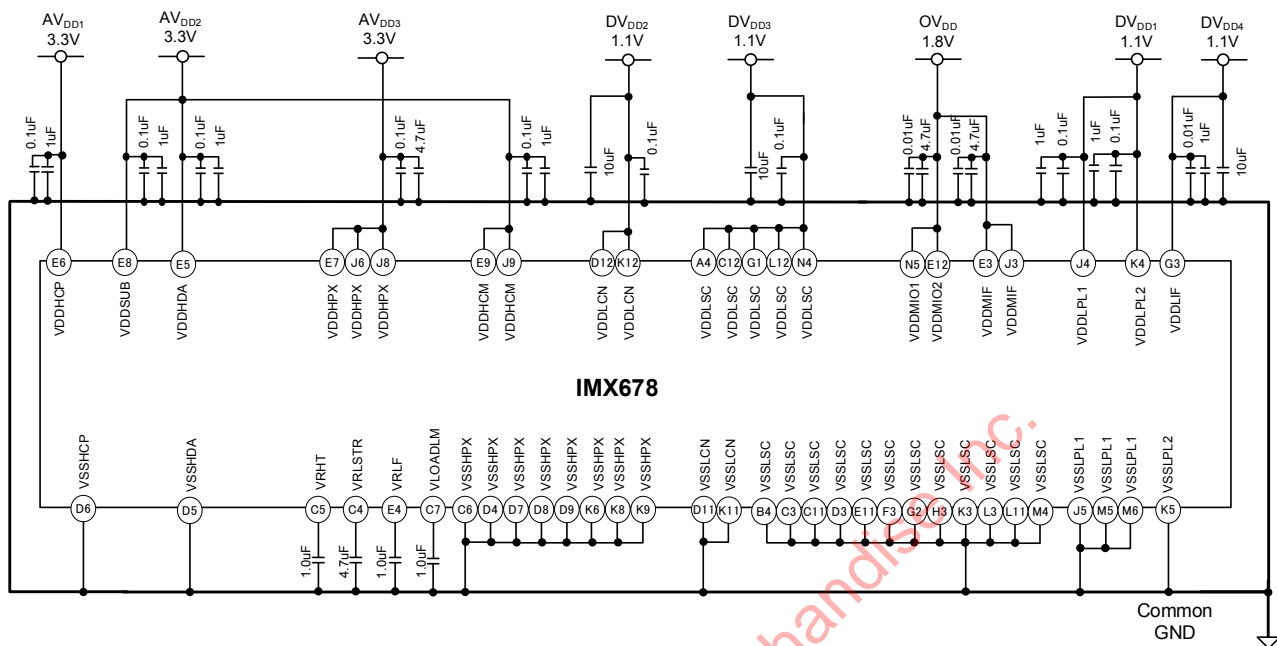 AVDD1
3.3V
AVDD2
3.3V
AVDD3
3.3V
DVDD2
1.1V
DVDD3
1.1V
OVDD
1.8V
DVDD1
1.1V
DVDD4
1.1V
0.1uF
1uF
0.1uF
1uF
0.1uF
1uF
0.1uF
4.7uF
0.1uF
1uF
10uF
0.1uF
10uF
0.1uF
0.01uF
4.7uF
0.01uF
4.7uF
1uF
0.1uF
1uF
0.1uF
0.01uF
1uF
10uF
E6
E8
E5
E7
J6
J8
E9
J9
D12
K12
A4
C12
G1
L12
N4
N5
E12
E3
J3
J4
K4
G3
VDDHCP
VDDSUB
VDDHDA
VDDHPX
VDDHPX
VDDHPX
VDDHCM
VDDHCM
VDDLCN
VDDLCN
VDDLSC
VDDLSC
VDDLSC
VDDLSC
VDDLSC
VDDMIO1
VDDMIO2
VDDMIF
VDDMIF
VDDLPL1
VDDLPL2
VDDLIF
IMX678
VSSHCP
VSSHDA
VRHT
VRLSTR
VRLF
VLOADLM
VSSHPX
VSSHPX
VSSHPX
VSSHPX
VSSHPX
VSSHPX
VSSHPX
VSSHPX
VSSLCN
VSSLCN
VSSLSC
VSSLSC
VSSLSC
VSSLSC
VSSLSC
VSSLSC
VSSLSC
VSSLSC
VSSLSC
VSSLSC
VSSLSC
VSSLSC
VSSLPL1
VSSLPL1
VSSLPL1
VSSLPL2
D6
D5
C5
C4
E4
C7
C6
D4
D7
D8
D9
K6
K8
K9
D11
K11
B4
C3
C11
D3
E11
F3
G2
H3
K3
L3
L11
M4
J5
M5
M6
K5
1.0uF
4.7uF
1.0uF
1.0uF
Common
GND
handise Inc.